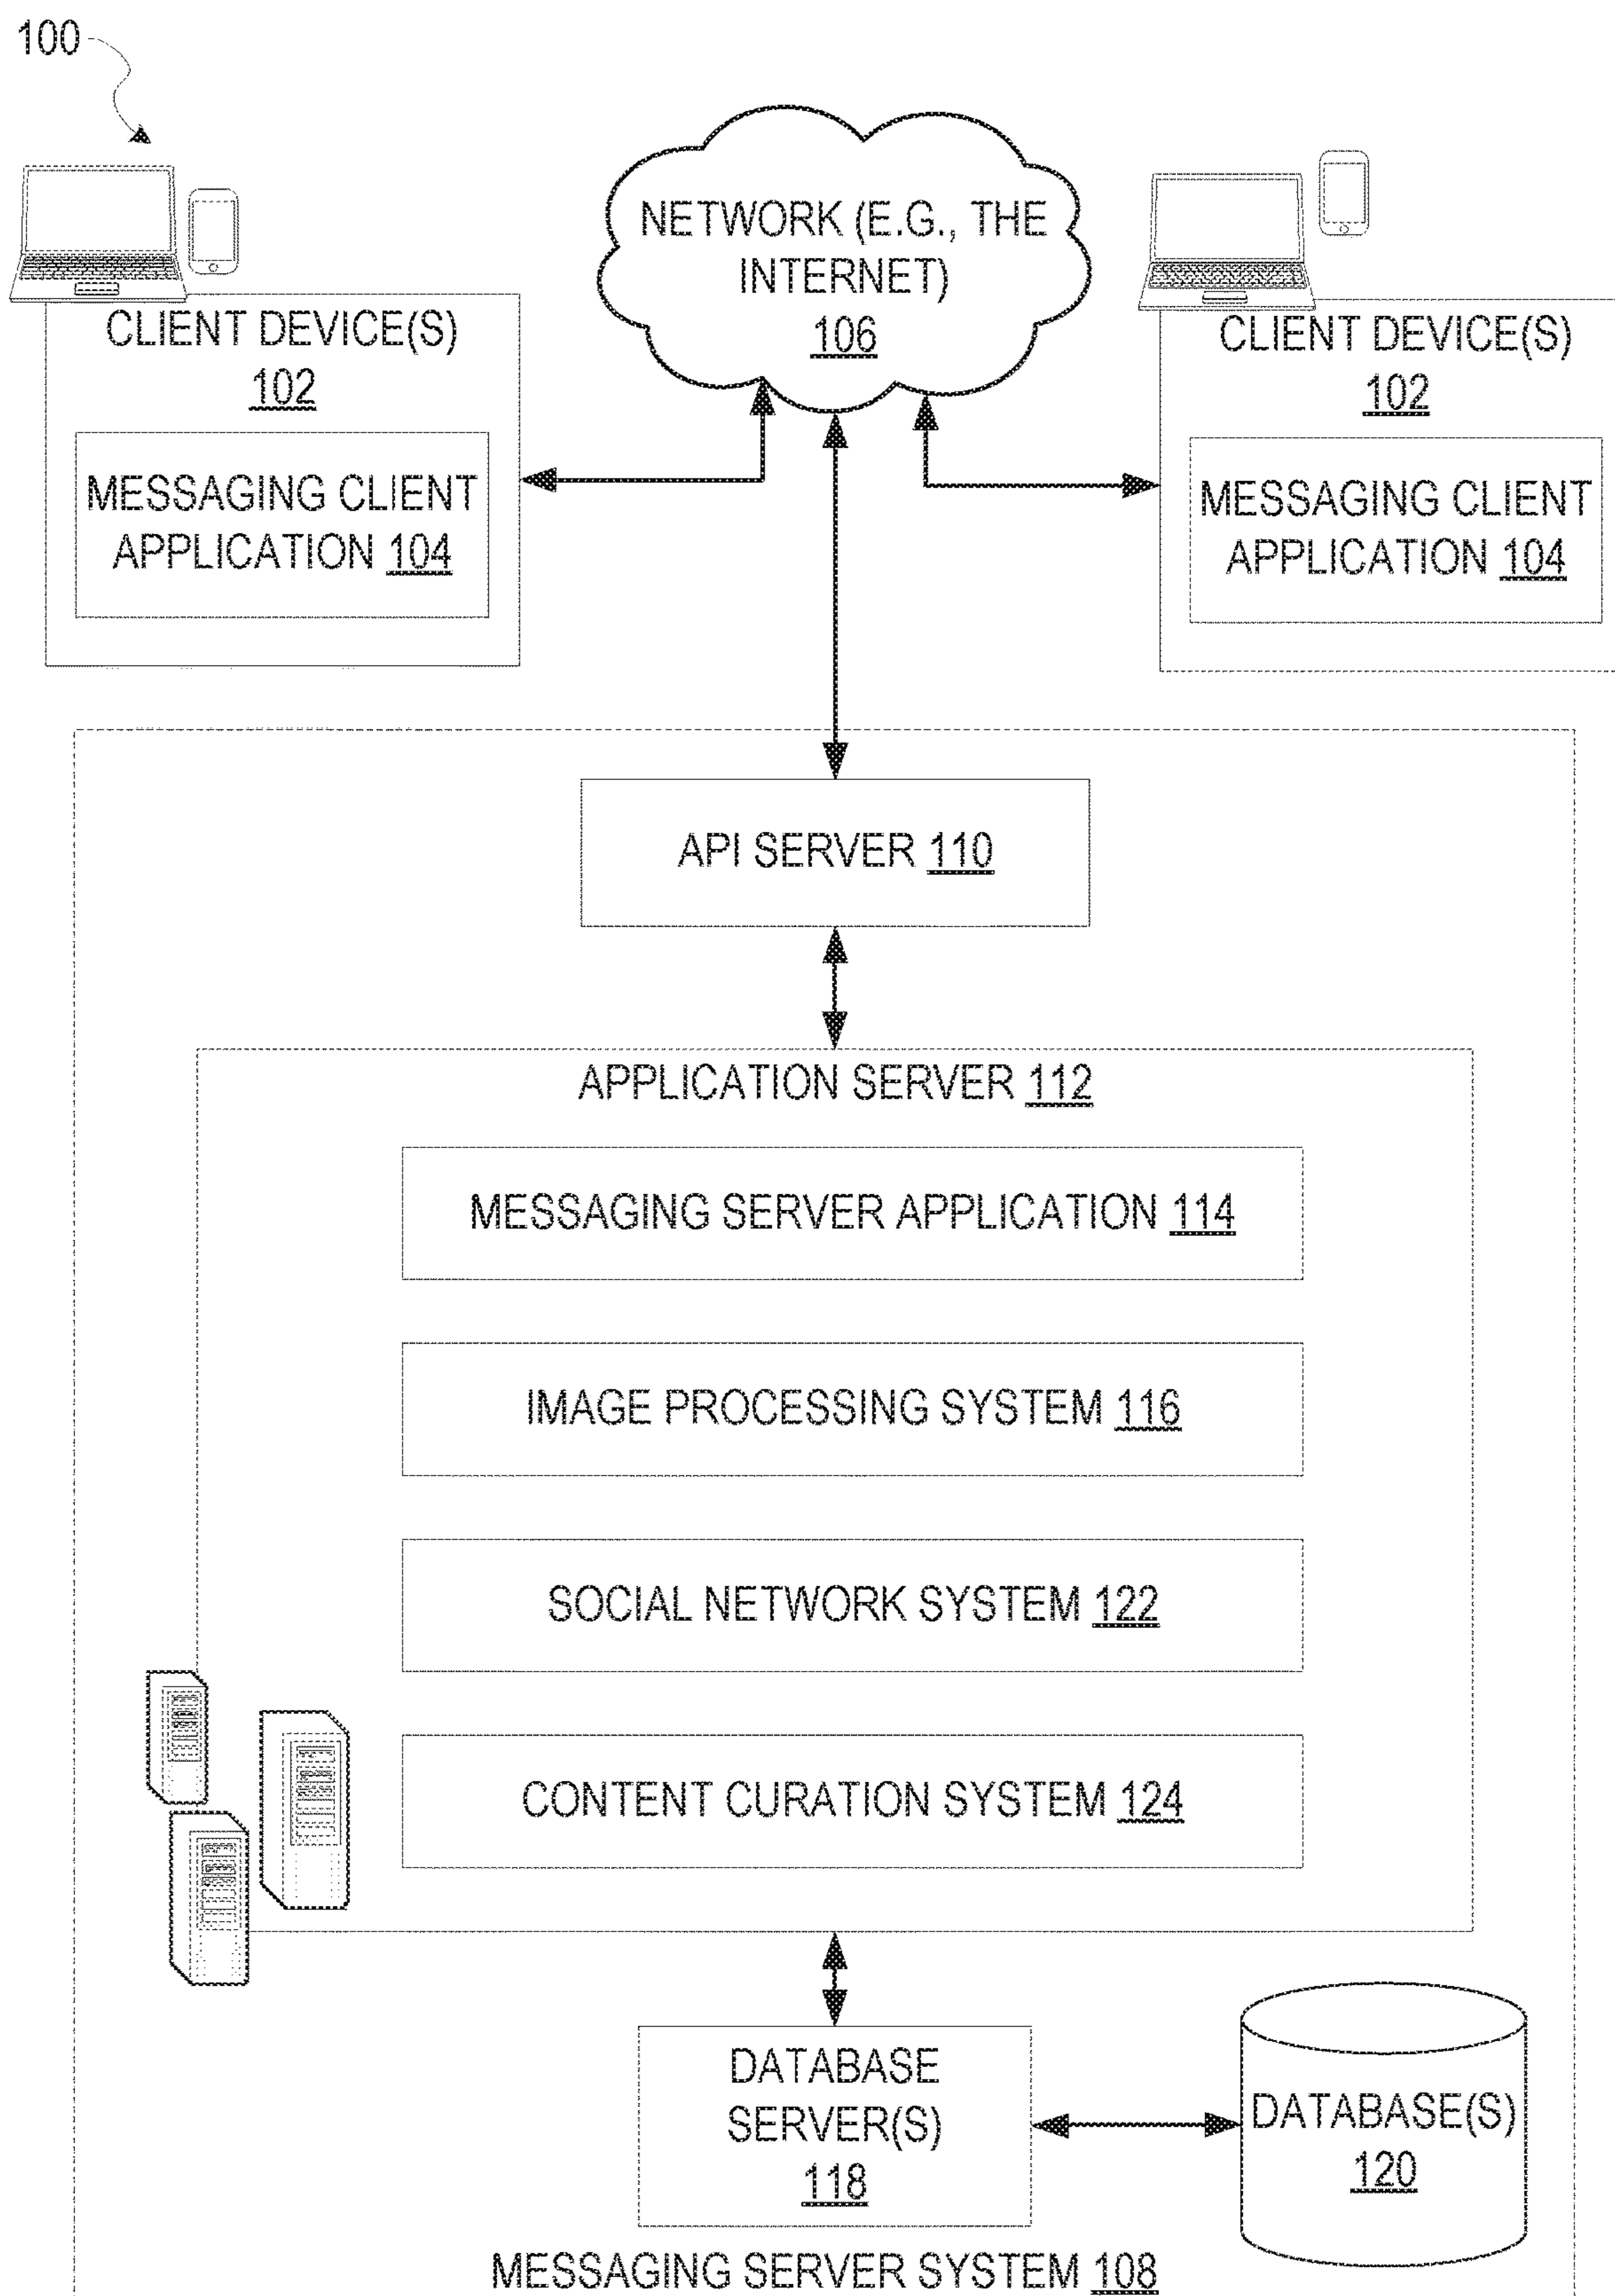 100
NETWORK (E.G., THE
INTERNET)
106
CLIENT DEVICE(S)
102
MESSAGING CLIENT
APPLICATION 104
CLIENT DEVICE(S)
102
MESSAGING CLIENT
APPLICATION 104
API SERVER 110
APPLICATION SERVER 112
MESSAGING SERVER APPLICATION 114
IMAGE PROCESSING SYSTEM 116
SOCIAL NETWORK SYSTEM 122
CONTENT CURATION SYSTEM 124
DATABASE
SERVER(S)
118
DATABASE(S)
120
MESSAGING SERVER SYSTEM 108